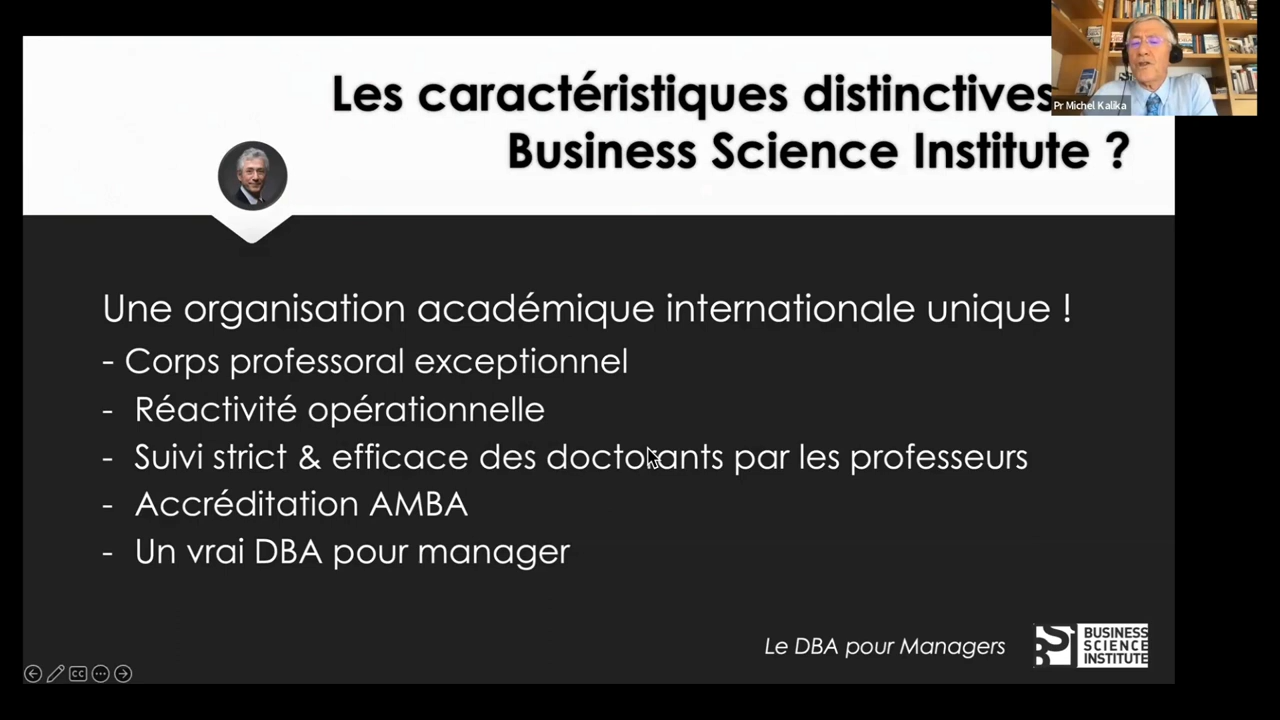 Les caractéristiques distinctives
Pr Michel Kalika
Business Science Institute ?
Une organisation académique internationale unique !
- Corps professoral exceptionnel
- Réactivité opérationnelle
- Suivi strict & efficace des doctorants par les professeurs
- Accréditation AMBA
- Un vrai DBA pour manager
Le DBA pour Managers
BUSINESS
SCIENCE
INSTITUTE
CC